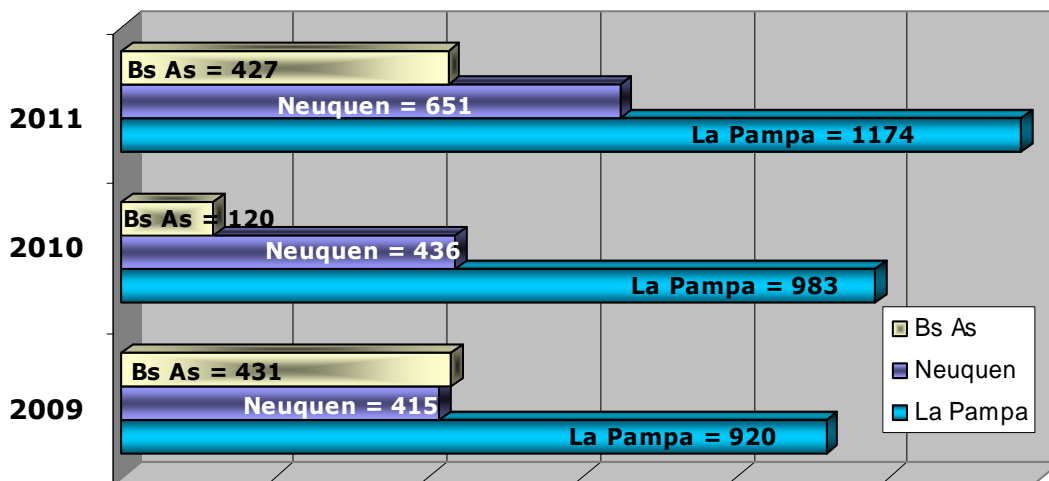 Bs As = 427
2011
Neuquen = 651
La Pampa = 1174
Bs As = 120
2010
Neuquen = 436
La Pampa = 983
Bs As = 431
2009
Neuquen = 415
La Pampa = 920
Bs As
Neuquen
La Pampa